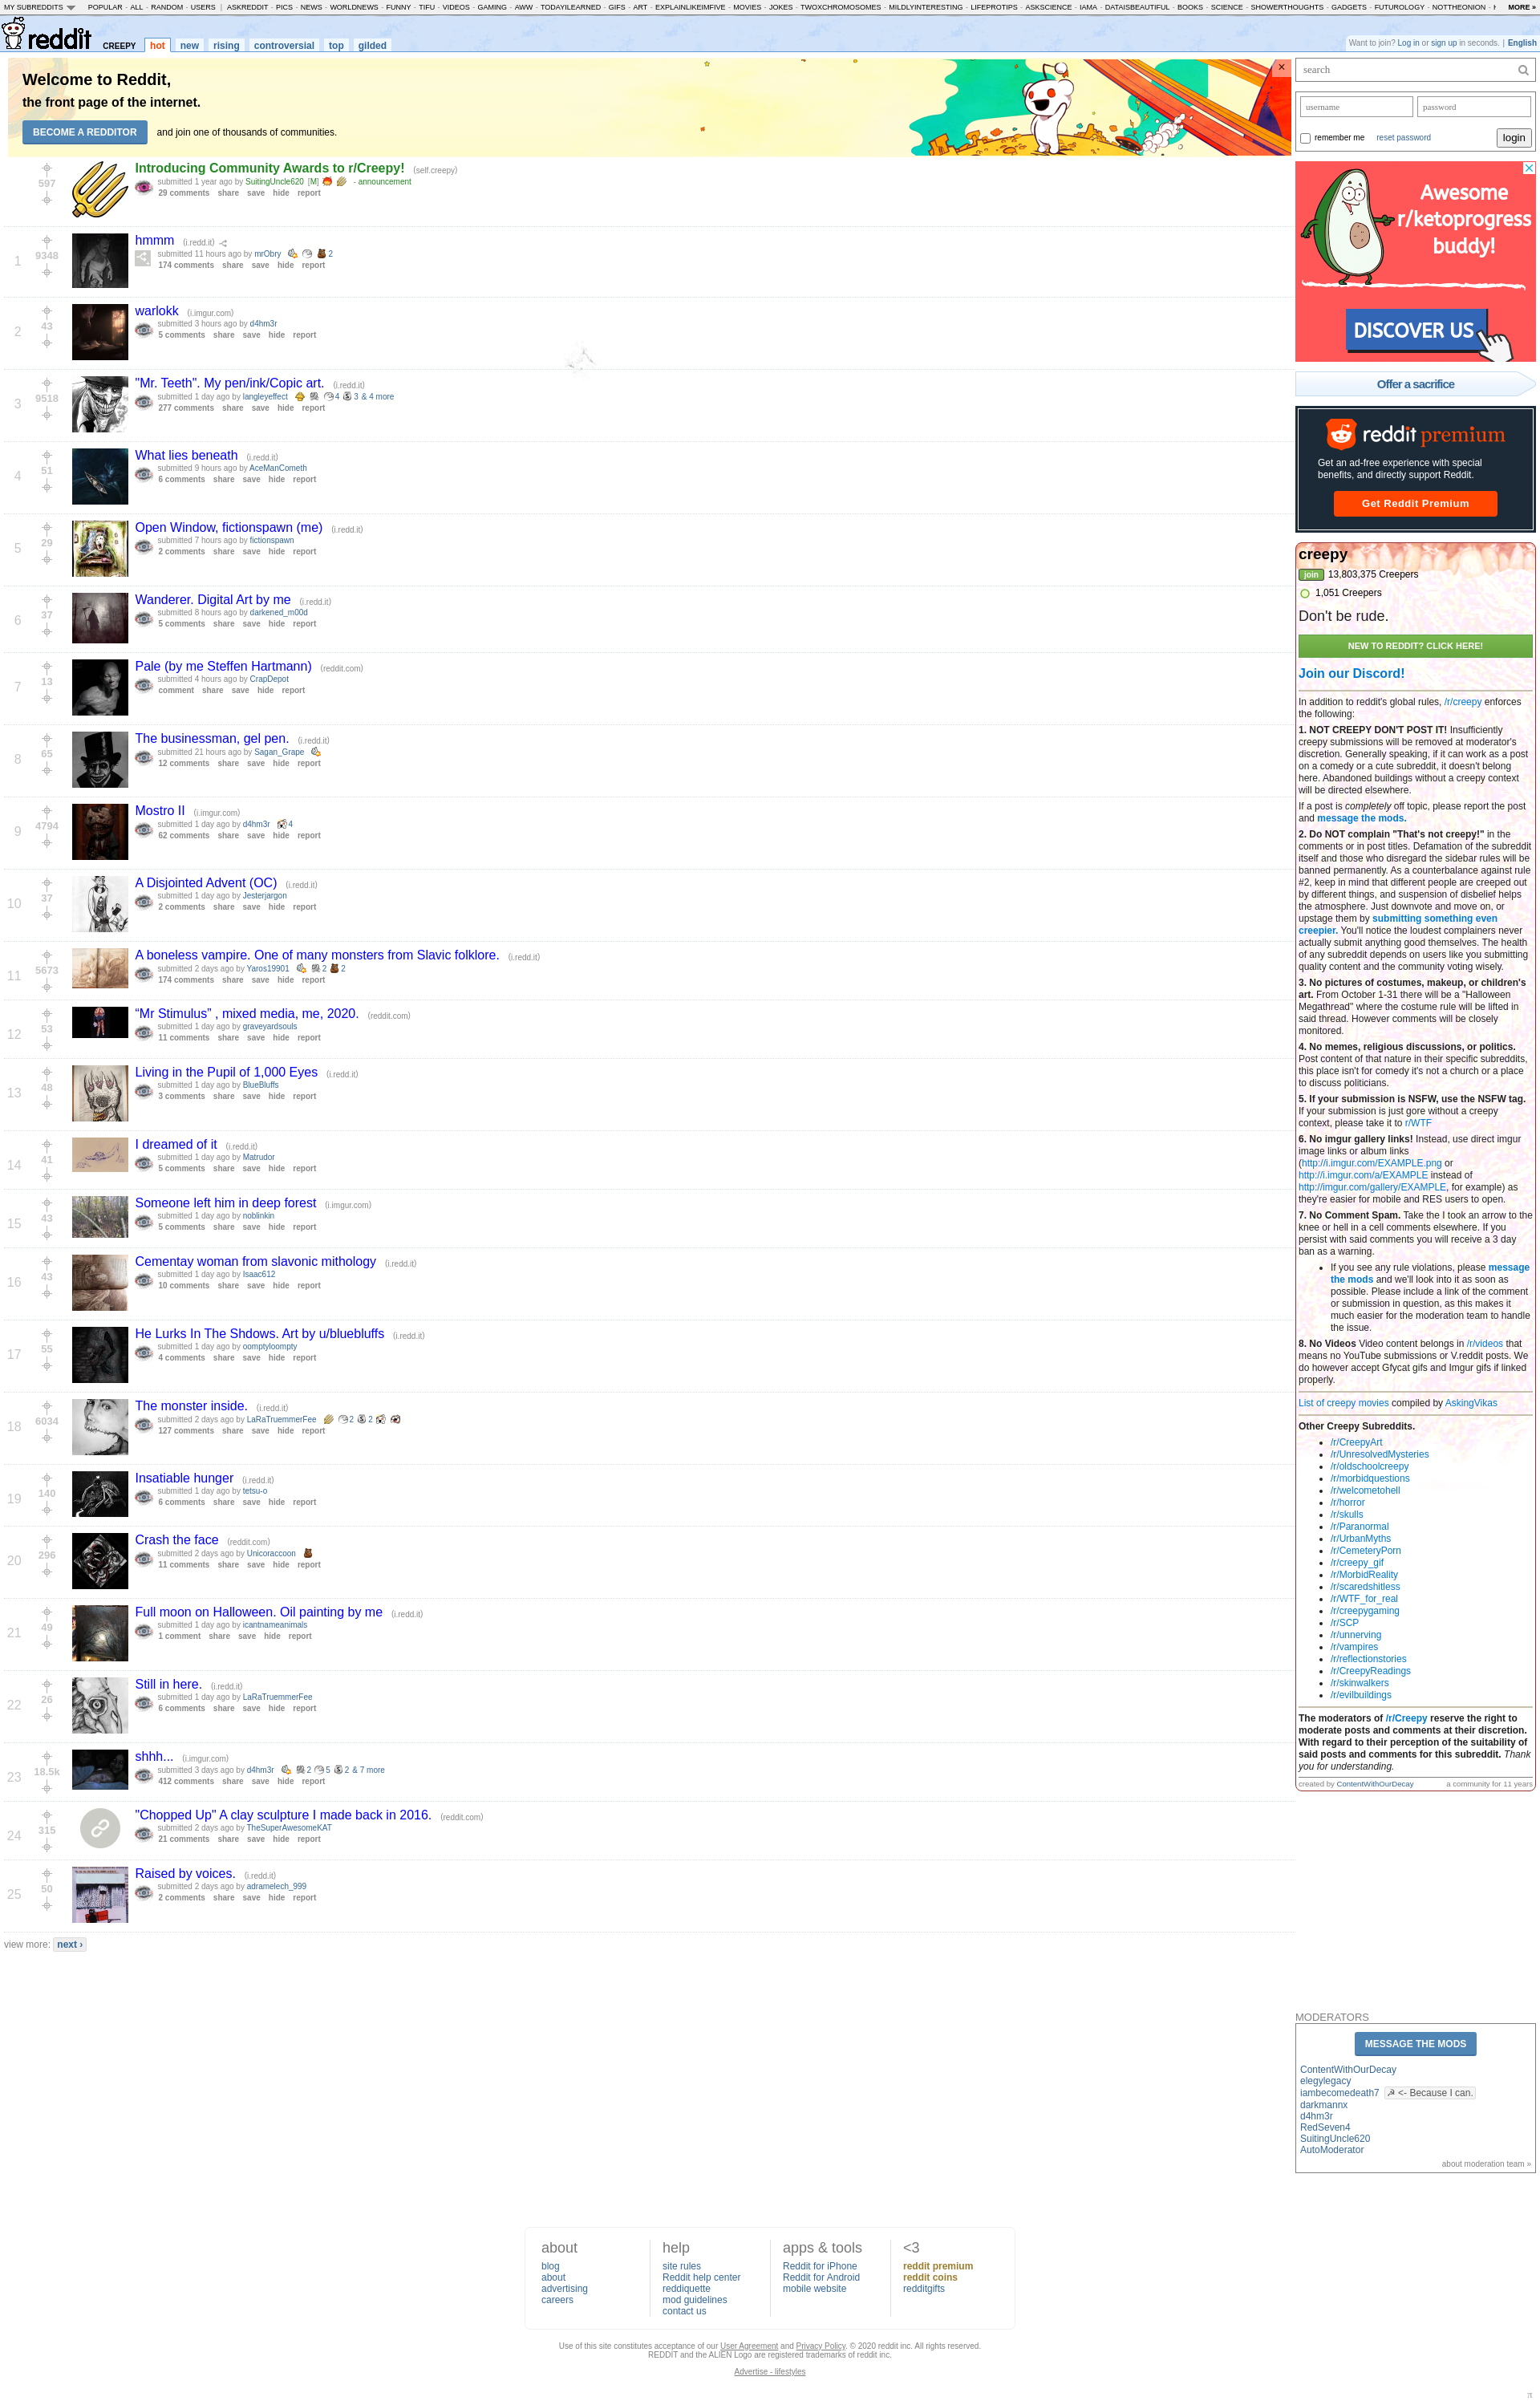 MY SUBREDDITS POPULAR - ALL - RANDOM - USERS | ASKREDDIT - PICS - NEWS - WORLDNEWS - FUNNY - TIFU - VIDEOS - GAMING - AWW - TODAYILEARNED - GIFS - ART - EXPLAINLIKEIMFIVE - MOVIES - JOKES - TWOXCHROMOSOMES - MILDLYINTERESTING - LIFEPROTIPS - ASKSCIENCE - IAMA - DATAISBEAUTIFUL - BOOKS - SCIENCE - SHOWERTHOUGHTS - GADGETS - FUTUROLOGY - NOTTHEONION - MORE »
reddit CREEPY hot new rising controversial top gilded
Want to join? Log in or sign up in seconds. | English
Welcome to Reddit,
the front page of the internet.
BECOME A REDDITOR and join one of thousands of communities.
×
597
Introducing Community Awards to r/Creepy! (self.creepy)
submitted 1 year ago by SuitingUncle620 [M] - announcement
29 comments share save hide report
1
9348
hmmm (i.redd.it)
submitted 11 hours ago by mrObry 2
174 comments share save hide report
2
43
warlokk (i.imgur.com)
submitted 3 hours ago by d4hm3r
5 comments share save hide report
3
9518
"Mr. Teeth". My pen/ink/Copic art. (i.redd.it)
submitted 1 day ago by langleyeffect 4 3 & 4 more
277 comments share save hide report
4
51
What lies beneath (i.redd.it)
submitted 9 hours ago by AceManCometh
6 comments share save hide report
5
29
Open Window, fictionspawn (me) (i.redd.it)
submitted 7 hours ago by fictionspawn
2 comments share save hide report
6
37
Wanderer. Digital Art by me (i.redd.it)
submitted 8 hours ago by darkened_m00d
5 comments share save hide report
7
13
Pale (by me Steffen Hartmann) (reddit.com)
submitted 4 hours ago by CrapDepot
comment share save hide report
8
65
The businessman, gel pen. (i.redd.it)
submitted 21 hours ago by Sagan_Grape
12 comments share save hide report
9
4794
Mostro II (i.imgur.com)
submitted 1 day ago by d4hm3r 4
62 comments share save hide report
10
37
A Disjointed Advent (OC) (i.redd.it)
submitted 1 day ago by Jesterjargon
2 comments share save hide report
11
5673
A boneless vampire. One of many monsters from Slavic folklore. (i.redd.it)
submitted 2 days ago by Yaros19901 2 2
174 comments share save hide report
12
53
“Mr Stimulus” , mixed media, me, 2020. (reddit.com)
submitted 1 day ago by graveyardsouls
11 comments share save hide report
13
48
Living in the Pupil of 1,000 Eyes (i.redd.it)
submitted 1 day ago by BlueBluffs
3 comments share save hide report
14
41
I dreamed of it (i.redd.it)
submitted 1 day ago by Matrudor
5 comments share save hide report
15
43
Someone left him in deep forest (i.imgur.com)
submitted 1 day ago by noblinkin
5 comments share save hide report
16
43
Cementay woman from slavonic mithology (i.redd.it)
submitted 1 day ago by Isaac612
10 comments share save hide report
17
55
He Lurks In The Shdows. Art by u/bluebluffs (i.redd.it)
submitted 1 day ago by oomptyloompty
4 comments share save hide report
18
6034
The monster inside. (i.redd.it)
submitted 2 days ago by LaRaTruemmerFee 2 2
127 comments share save hide report
19
140
Insatiable hunger (i.redd.it)
submitted 1 day ago by tetsu-o
6 comments share save hide report
20
296
Crash the face (reddit.com)
submitted 2 days ago by Unicoraccoon
11 comments share save hide report
21
49
Full moon on Halloween. Oil painting by me (i.redd.it)
submitted 1 day ago by icantnameanimals
1 comment share save hide report
22
26
Still in here. (i.redd.it)
submitted 1 day ago by LaRaTruemmerFee
6 comments share save hide report
23
18.5k
shhh... (i.imgur.com)
submitted 3 days ago by d4hm3r 2 5 2 & 7 more
412 comments share save hide report
24
315
"Chopped Up" A clay sculpture I made back in 2016. (reddit.com)
submitted 2 days ago by TheSuperAwesomeKAT
21 comments share save hide report
25
50
Raised by voices. (i.redd.it)
submitted 2 days ago by adramelech_999
2 comments share save hide report
view more: next ›
search
username password
remember me reset password login
Awesome
r/ketoprogress
buddy!
DISCOVER US
Offer a sacrifice
reddit premium
Get an ad-free experience with special
benefits, and directly support Reddit.
Get Reddit Premium
creepy
join 13,803,375 Creepers
1,051 Creepers
Don't be rude.
NEW TO REDDIT? CLICK HERE!
Join our Discord!
In addition to reddit's global rules, /r/creepy enforces
the following:
1. NOT CREEPY DON'T POST IT! Insufficiently
creepy submissions will be removed at moderator's
discretion. Generally speaking, if it can work as a post
on a comedy or a cute subreddit, it doesn't belong
here. Abandoned buildings without a creepy context
will be directed elsewhere.
If a post is completely off topic, please report the post
and message the mods.
2. Do NOT complain "That's not creepy!" in the
comments or in post titles. Defamation of the subreddit
itself and those who disregard the sidebar rules will be
banned permanently. As a counterbalance against rule
#2, keep in mind that different people are creeped out
by different things, and suspension of disbelief helps
the atmosphere. Just downvote and move on, or
upstage them by submitting something even
creepier. You'll notice the loudest complainers never
actually submit anything good themselves. The health
of any subreddit depends on users like you submitting
quality content and the community voting wisely.
3. No pictures of costumes, makeup, or children's
art. From October 1-31 there will be a "Halloween
Megathread" where the costume rule will be lifted in
said thread. However comments will be closely
monitored.
4. No memes, religious discussions, or politics.
Post content of that nature in their specific subreddits,
this place isn't for comedy it's not a church or a place
to discuss politicians.
5. If your submission is NSFW, use the NSFW tag.
If your submission is just gore without a creepy
context, please take it to r/WTF
6. No imgur gallery links! Instead, use direct imgur
image links or album links
(http://i.imgur.com/EXAMPLE.png or
http://i.imgur.com/a/EXAMPLE instead of
http://imgur.com/gallery/EXAMPLE, for example) as
they're easier for mobile and RES users to open.
7. No Comment Spam. Take the I took an arrow to the
knee or hell in a cell comments elsewhere. If you
persist with said comments you will receive a 3 day
ban as a warning.
• If you see any rule violations, please message
the mods and we'll look into it as soon as
possible. Please include a link of the comment
or submission in question, as this makes it
much easier for the moderation team to handle
the issue.
8. No Videos Video content belongs in /r/videos that
means no YouTube submissions or V.reddit posts. We
do however accept Gfycat gifs and Imgur gifs if linked
properly.
List of creepy movies compiled by AskingVikas
Other Creepy Subreddits.
• /r/CreepyArt
• /r/UnresolvedMysteries
• /r/oldschoolcreepy
• /r/morbidquestions
• /r/welcometohell
• /r/horror
• /r/skulls
• /r/Paranormal
• /r/UrbanMyths
• /r/CemeteryPorn
• /r/creepy_gif
• /r/MorbidReality
• /r/scaredshitless
• /r/WTF_for_real
• /r/creepygaming
• /r/SCP
• /r/unnerving
• /r/vampires
• /r/reflectionstories
• /r/CreepyReadings
• /r/skinwalkers
• /r/evilbuildings
The moderators of /r/Creepy reserve the right to
moderate posts and comments at their discretion.
With regard to their perception of the suitability of
said posts and comments for this subreddit. Thank
you for understanding.
created by ContentWithOurDecay a community for 11 years
MODERATORS
MESSAGE THE MODS
ContentWithOurDecay
elegylegacy
iambecomedeath7 ☭ <- Because I can.
darkmannx
d4hm3r
RedSeven4
SuitingUncle620
AutoModerator
about moderation team »
about
blog
about
advertising
careers
help
site rules
Reddit help center
reddiquette
mod guidelines
contact us
apps & tools
Reddit for iPhone
Reddit for Android
mobile website
<3
reddit premium
reddit coins
redditgifts
Use of this site constitutes acceptance of our User Agreement and Privacy Policy. © 2020 reddit inc. All rights reserved.
REDDIT and the ALIEN Logo are registered trademarks of reddit inc.
Advertise - lifestyles
π